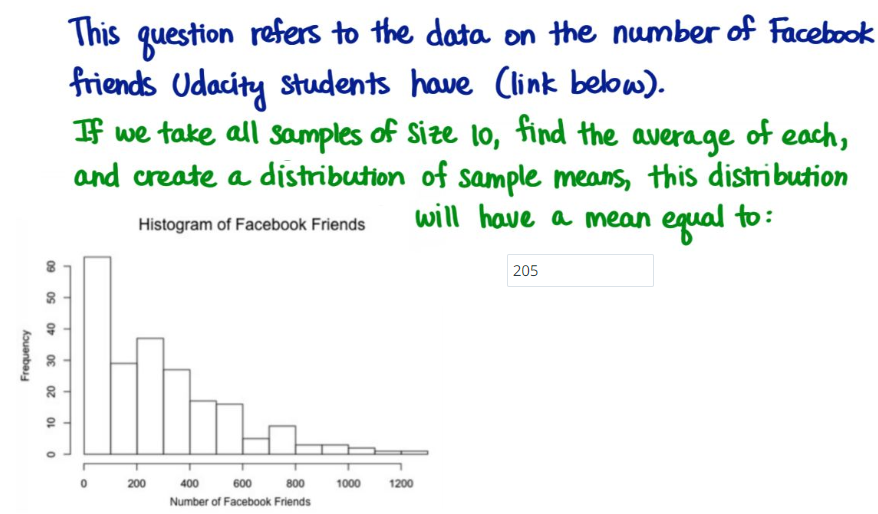 This question refers to the data on the number of Facebook
friends Udacity students have (link below).
If we take all samples of size 10, find the average of each,
and create a distribution of sample means, this distribution
will have a mean equal to:
205
Histogram of Facebook Friends
Frequency
60
50
40
30
20
10
0
0 200 400 600 800 1000 1200
Number of Facebook Friends